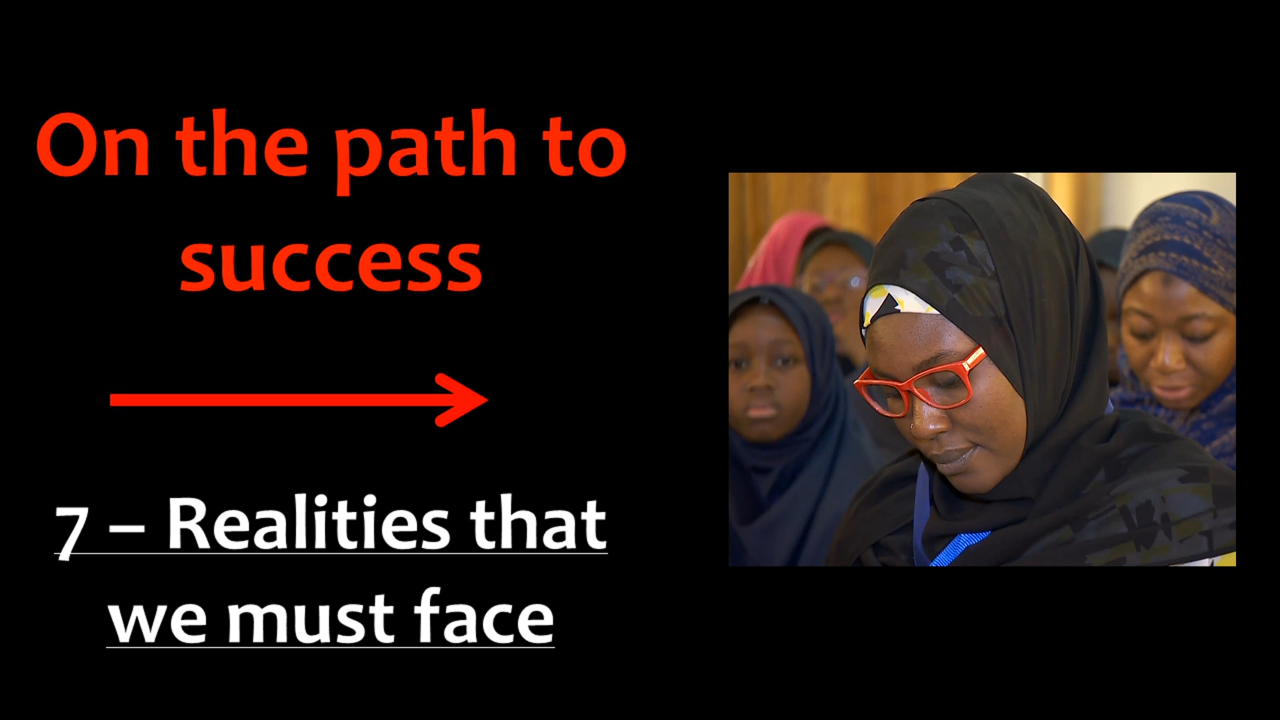 On the path to
success
7 – Realities that
we must face